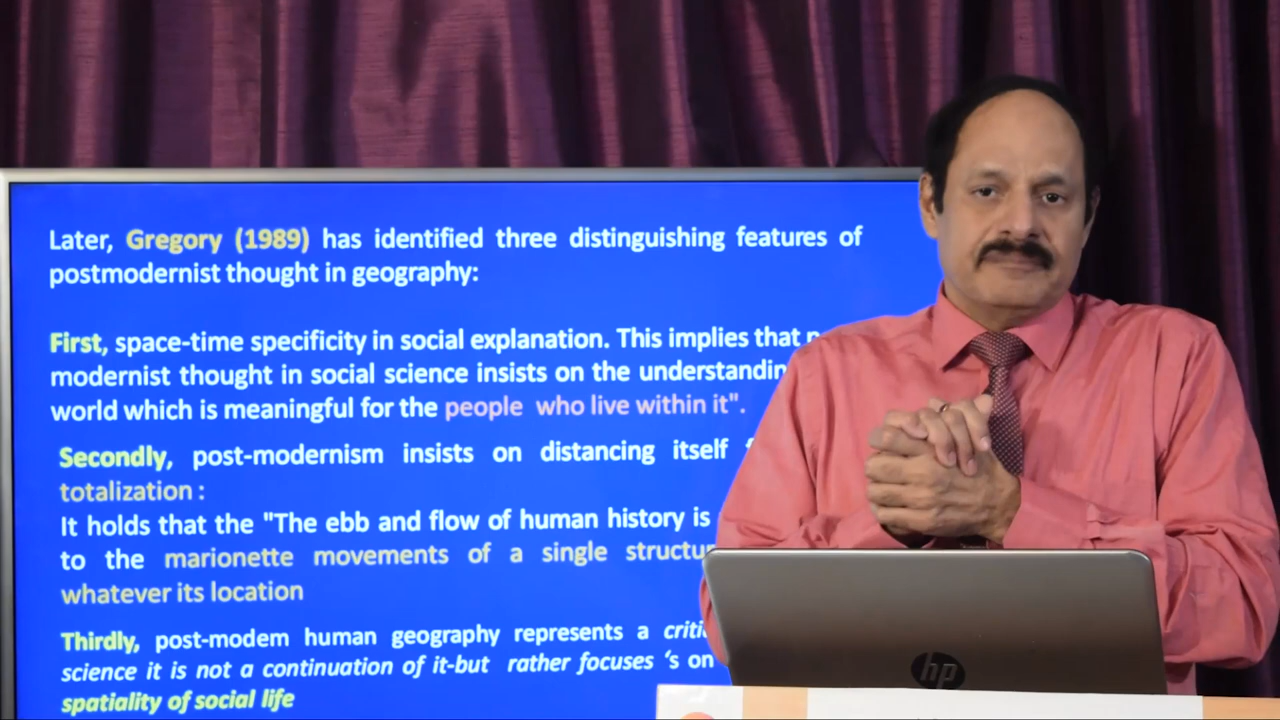 Later, Gregory (1989) has identified three distinguishing features of
postmodernist thought in geography:
First, space-time specificity in social explanation. This implies that
modernist thought in social science insists on the
world which is meaningful for the people who live within it".
Secondly, post-modernism insists on distancing itself
totalization :
It holds that the "The ebb and flow of human history is
to the marionette movements of a single
whatever its location
Thirdly, post-modem human geography represents a
science it is not a continuation of it-but rather focuses 's on
spatiality of social life
hp